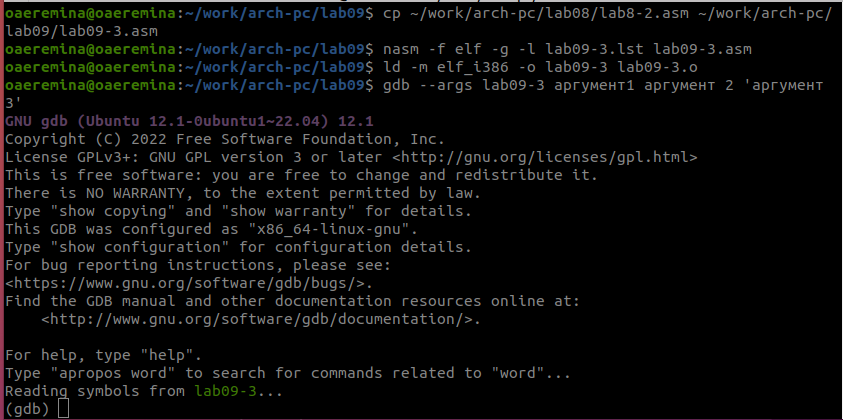 oaeremina@oaeremina:~/work/arch-pc/lab09$ cp ~/work/arch-pc/lab08/lab8-2.asm ~/work/arch-pc/
lab09/lab09-3.asm
oaeremina@oaeremina:~/work/arch-pc/lab09$ nasm -f elf -g -l lab09-3.lst lab09-3.asm
oaeremina@oaeremina:~/work/arch-pc/lab09$ ld -m elf_i386 -o lab09-3 lab09-3.o
oaeremina@oaeremina:~/work/arch-pc/lab09$ gdb --args lab09-3 аргумент1 аргумент 2 'аргумент
3'
GNU gdb (Ubuntu 12.1-0ubuntu1~22.04) 12.1
Copyright (C) 2022 Free Software Foundation, Inc.
License GPLv3+: GNU GPL version 3 or later <http://gnu.org/licenses/gpl.html>
This is free software: you are free to change and redistribute it.
There is NO WARRANTY, to the extent permitted by law.
Type "show copying" and "show warranty" for details.
This GDB was configured as "x86_64-linux-gnu".
Type "show configuration" for configuration details.
For bug reporting instructions, please see:
<https://www.gnu.org/software/gdb/bugs/>.
Find the GDB manual and other documentation resources online at:
    <http://www.gnu.org/software/gdb/documentation/>.

For help, type "help".
Type "apropos word" to search for commands related to "word"...
Reading symbols from lab09-3...
(gdb)